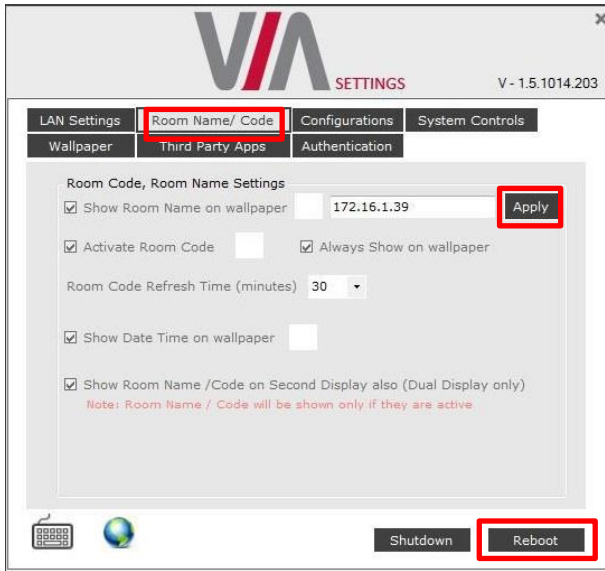 VIA
SETTINGS
V - 1.5.1014.203
LAN Settings Room Name/ Code Configurations System Controls
Wallpaper Third Party Apps Authentication
Room Code, Room Name Settings
Show Room Name on wallpaper 172.16.1.39 Apply
Activate Room Code Always Show on wallpaper
Room Code Refresh Time (minutes) 30
Show Date Time on wallpaper
Show Room Name /Code on Second Display also (Dual Display only)
Note: Room Name / Code will be shown only if they are active
Shutdown Reboot